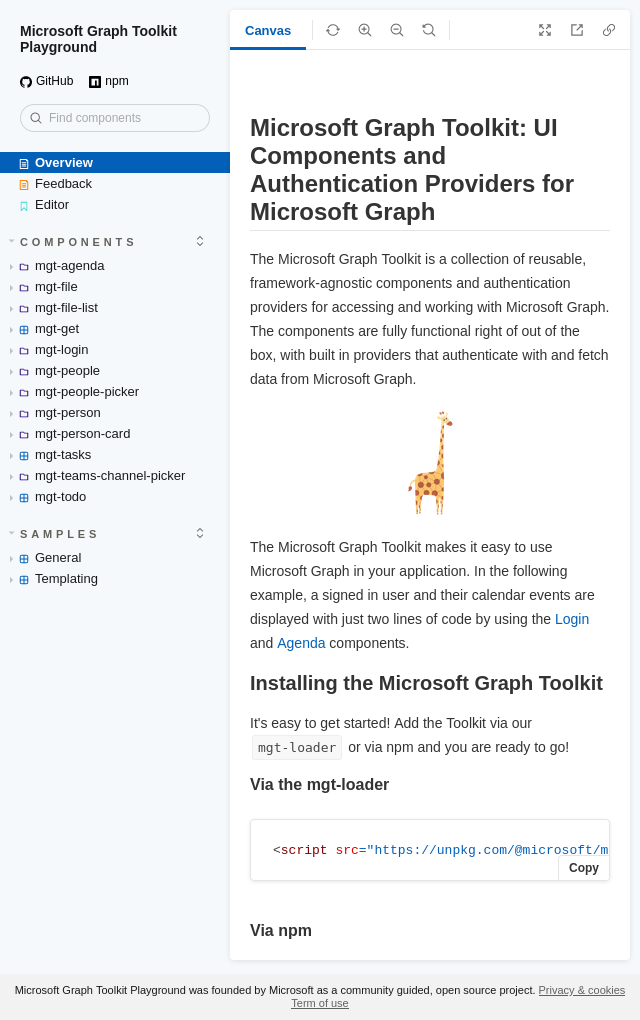 Microsoft Graph Toolkit
Playground
GitHub npm
Find components
Overview
Feedback
Editor
COMPONENTS
mgt-agenda
mgt-file
mgt-file-list
mgt-get
mgt-login
mgt-people
mgt-people-picker
mgt-person
mgt-person-card
mgt-tasks
mgt-teams-channel-picker
mgt-todo
SAMPLES
General
Templating
Canvas
Microsoft Graph Toolkit: UI
Components and
Authentication Providers for
Microsoft Graph
The Microsoft Graph Toolkit is a collection of reusable,
framework-agnostic components and authentication
providers for accessing and working with Microsoft Graph.
The components are fully functional right of out of the
box, with built in providers that authenticate with and fetch
data from Microsoft Graph.
The Microsoft Graph Toolkit makes it easy to use
Microsoft Graph in your application. In the following
example, a signed in user and their calendar events are
displayed with just two lines of code by using the Login
and Agenda components.
Installing the Microsoft Graph Toolkit
It's easy to get started! Add the Toolkit via our
mgt-loader or via npm and you are ready to go!
Via the mgt-loader
<script src="https://unpkg.com/@microsoft/m
Copy
Via npm
Microsoft Graph Toolkit Playground was founded by Microsoft as a community guided, open source project. Privacy & cookies
Term of use